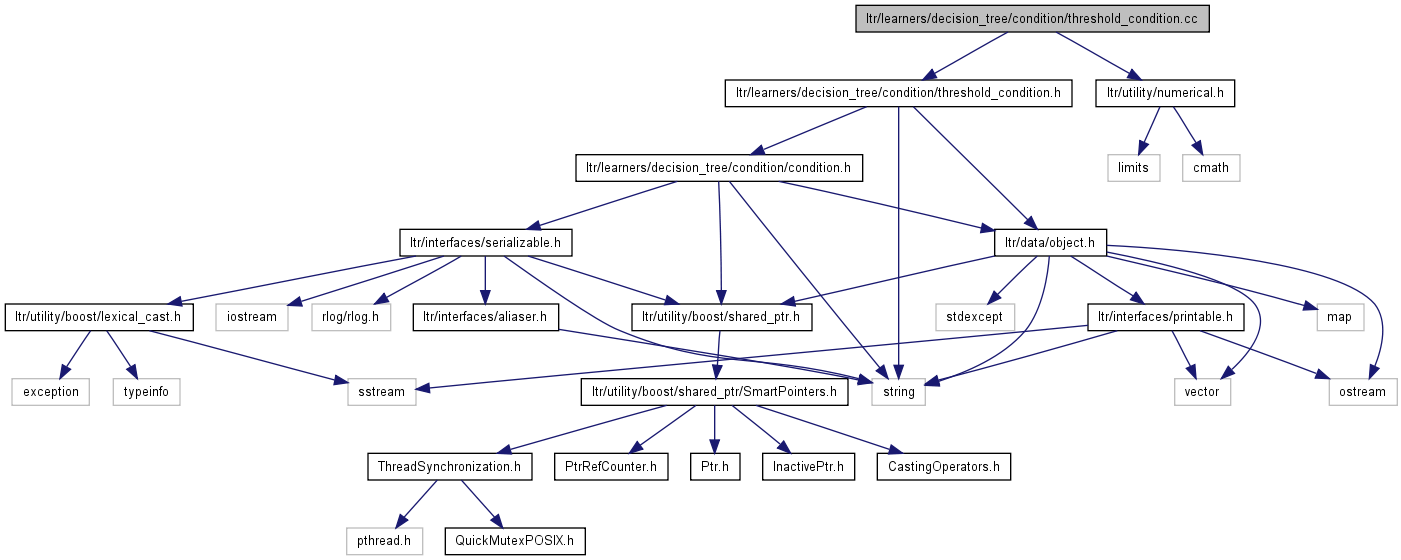 ltr/learners/decision_tree/condition/threshold_condition.cc
ltr/learners/decision_tree/condition/threshold_condition.h
ltr/utility/numerical.h
ltr/learners/decision_tree/condition/condition.h
limits
cmath
ltr/interfaces/serializable.h
ltr/data/object.h
ltr/utility/boost/lexical_cast.h
iostream
rlog/rlog.h
ltr/interfaces/aliaser.h
ltr/utility/boost/shared_ptr.h
stdexcept
ltr/interfaces/printable.h
map
exception
typeinfo
sstream
ltr/utility/boost/shared_ptr/SmartPointers.h
string
vector
ostream
ThreadSynchronization.h
PtrRefCounter.h
Ptr.h
InactivePtr.h
CastingOperators.h
pthread.h
QuickMutexPOSIX.h